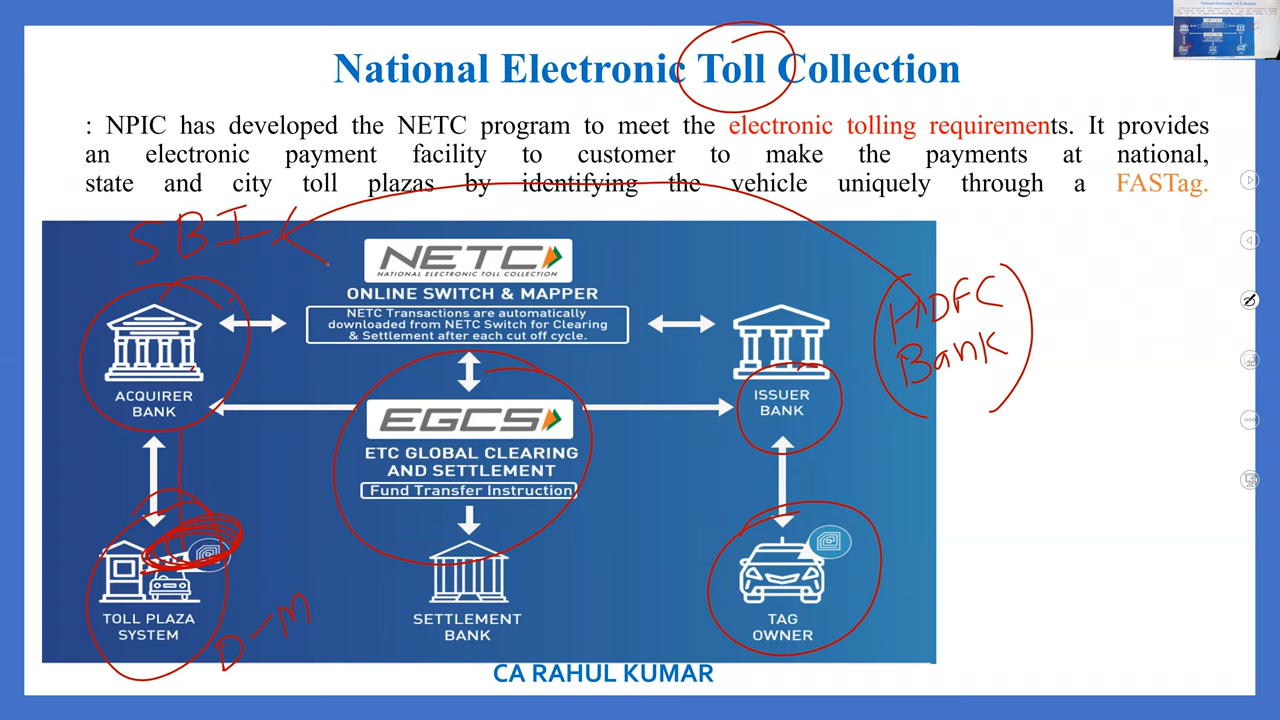 National Electronic Toll Collection
: NPIC has developed the NETC program to meet the electronic tolling requirements. It provides
an electronic payment facility to customer to make the payments at national,
state and city toll plazas by identifying the vehicle uniquely through a FASTag.
SBI
NETC
NATIONAL ELECTRONIC TOLL COLLECTION
ONLINE SWITCH & MAPPER
NETC Transactions are automatically
downloaded from NETC Switch for Clearing
& Settlement after each cut off cycle.
HDFC
Bank
ACQUIRER
BANK
ISSUER
BANK
EGCS
ETC GLOBAL CLEARING
AND SETTLEMENT
Fund Transfer Instruction
TOLL PLAZA
SYSTEM
D-M
SETTLEMENT
BANK
TAG
OWNER
CA RAHUL KUMAR